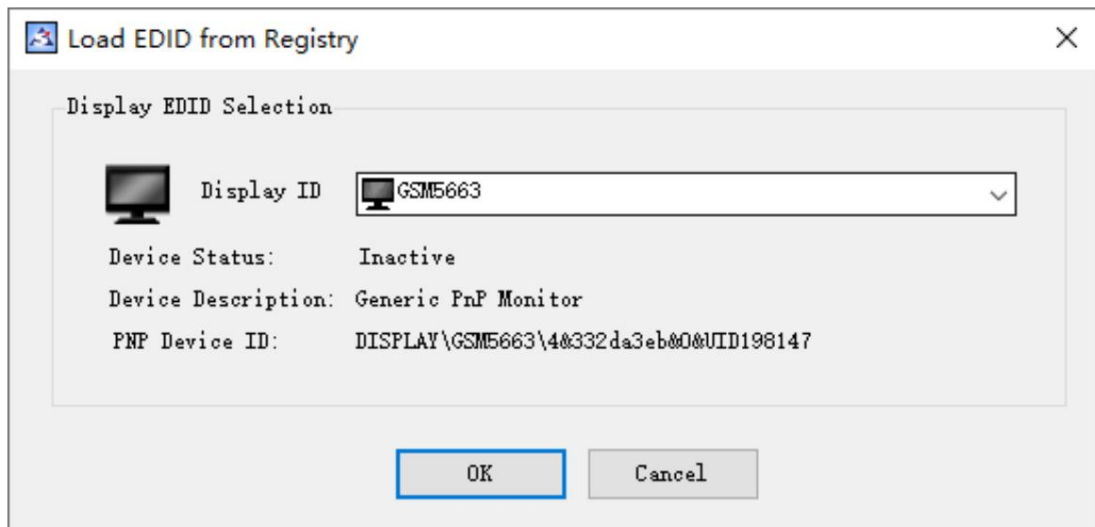 Load EDID from Registry
Display EDID Selection
Display ID GSM5663
Device Status: Inactive
Device Description: Generic PnP Monitor
PNP Device ID: DISPLAY\GSM5663\4&332da3eb&0&UID198147
OK Cancel